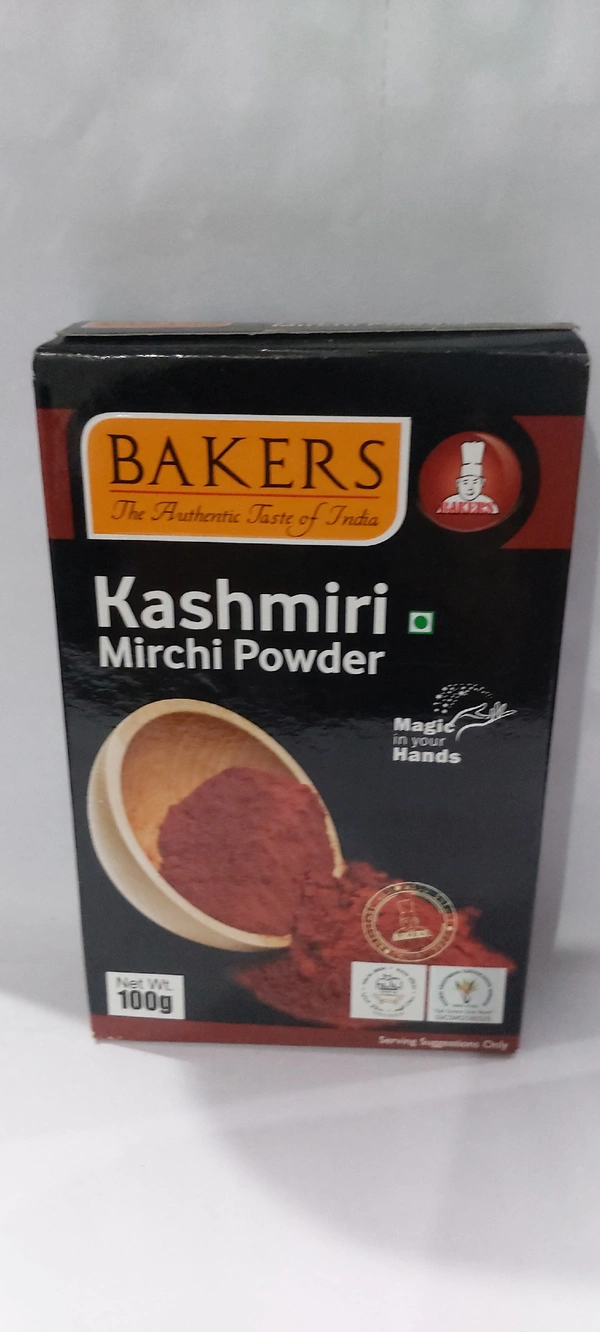 BAKERS
The Authentic Taste of India
BAKERS
Kashmiri
Mirchi Powder
Magic
in your
Hands
Net Wt.
100g
Serving Suggestions Only